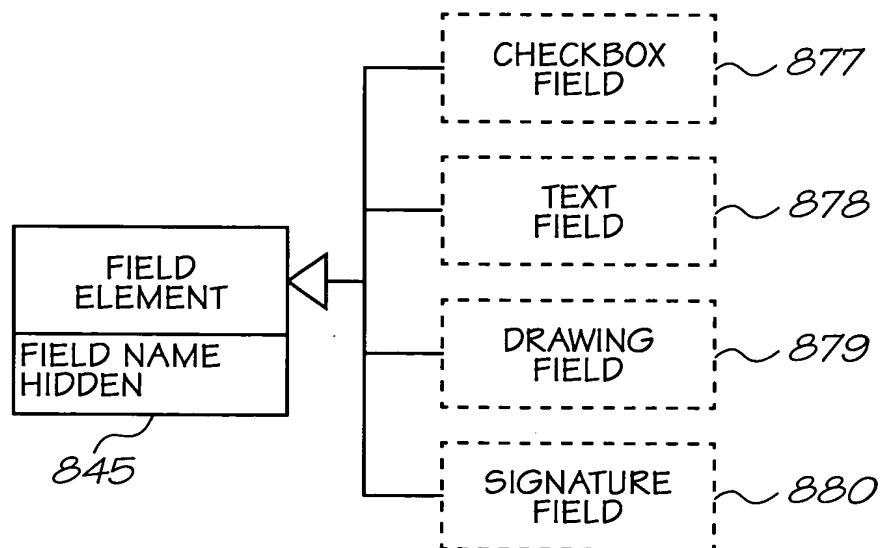 CHECKBOX
FIELD
877
TEXT
FIELD
878
FIELD
ELEMENT
FIELD NAME
HIDDEN
845
DRAWING
FIELD
879
SIGNATURE
FIELD
880